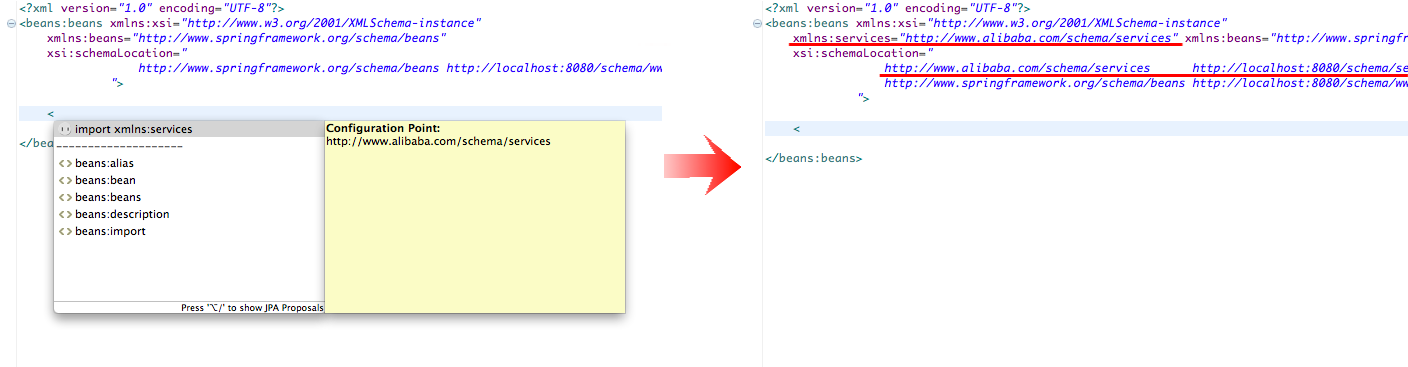 <?xml version="1.0" encoding="UTF-8"?>
<beans:beans xmlns:xsi="http://www.w3.org/2001/XMLSchema-instance"
xmlns:beans="http://www.springframework.org/schema/beans"
xsi:schemaLocation="
http://www.springframework.org/schema/beans http://localhost:8080/schema/ww
">
<
import xmlns:services
--------------------
beans:alias
beans:bean
beans:beans
beans:description
beans:import
Press "⌥/" to show JPA Proposals
Configuration Point:
http://www.alibaba.com/schema/services
</bea
<?xml version="1.0" encoding="UTF-8"?>
<beans:beans xmlns:xsi="http://www.w3.org/2001/XMLSchema-instance"
xmlns:services="http://www.alibaba.com/schema/services" xmlns:beans="http://www.springf
xsi:schemaLocation="
http://www.alibaba.com/schema/services http://localhost:8080/schema/se
http://www.springframework.org/schema/beans http://localhost:8080/schema/ww
">
<
</beans:beans>